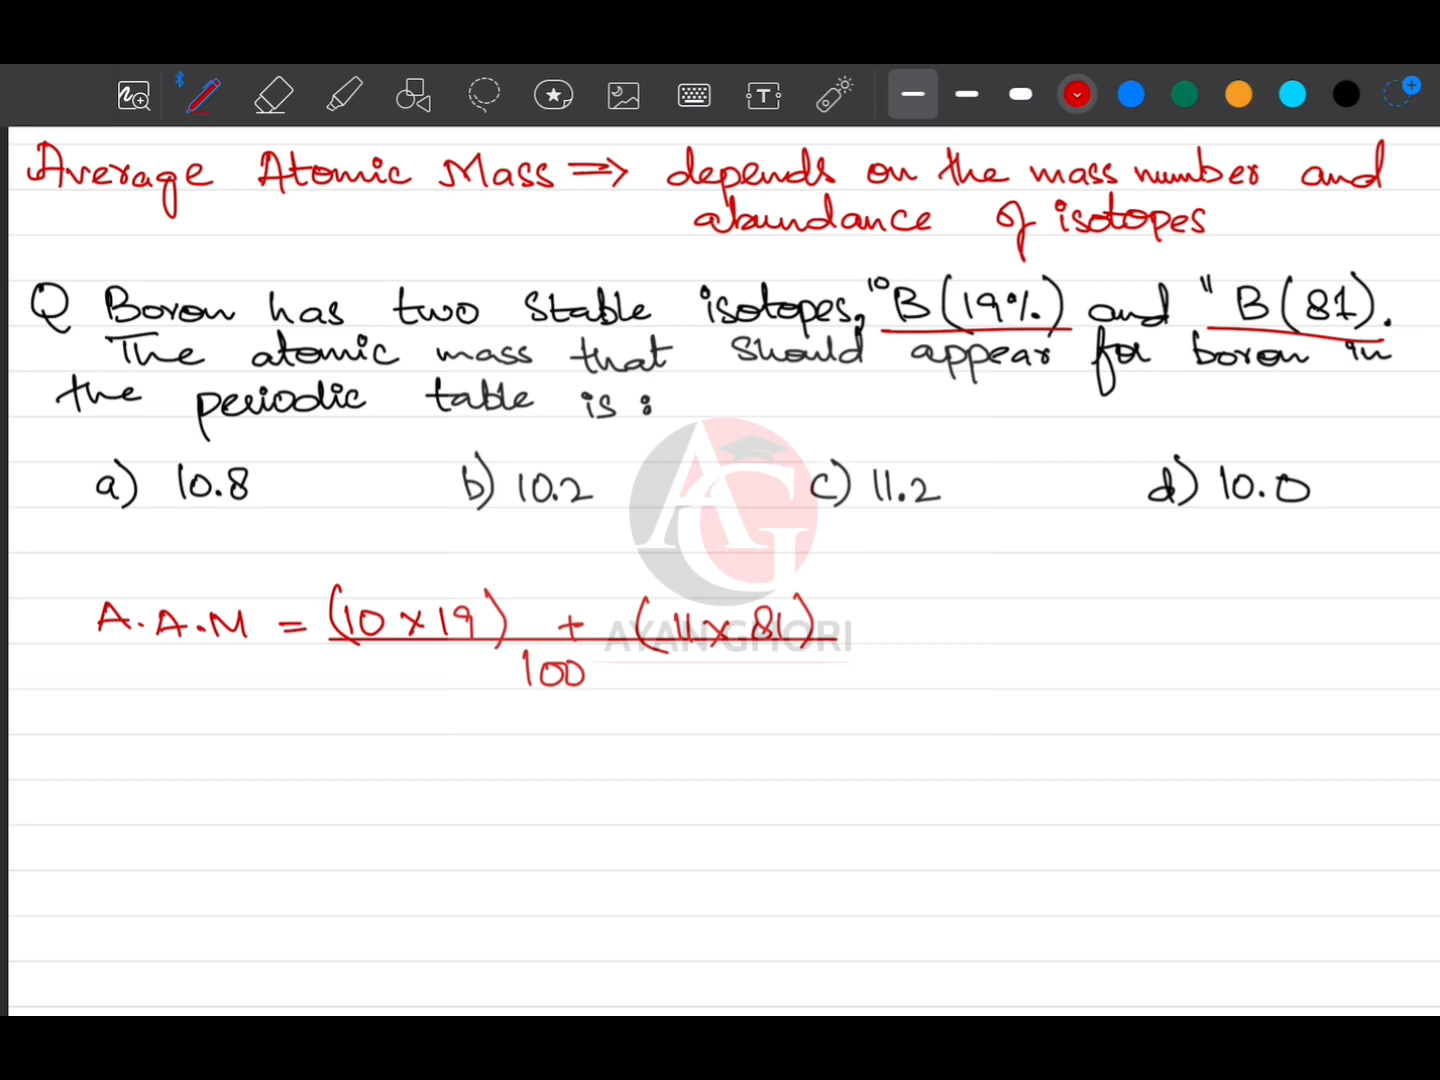 Average Atomic Mass ⇒ depends on the mass number and
abundance of isotopes
Q Boron has two stable isotopes, ¹⁰B(19%) and ¹¹B(81).
The atomic mass that should appear for boron in
the periodic table is:
a) 10.8 b) 10.2 c) 11.2 d) 10.0
A.A.M = (10 × 19) + (11 × 81)
100
AG
AYAN GHORI